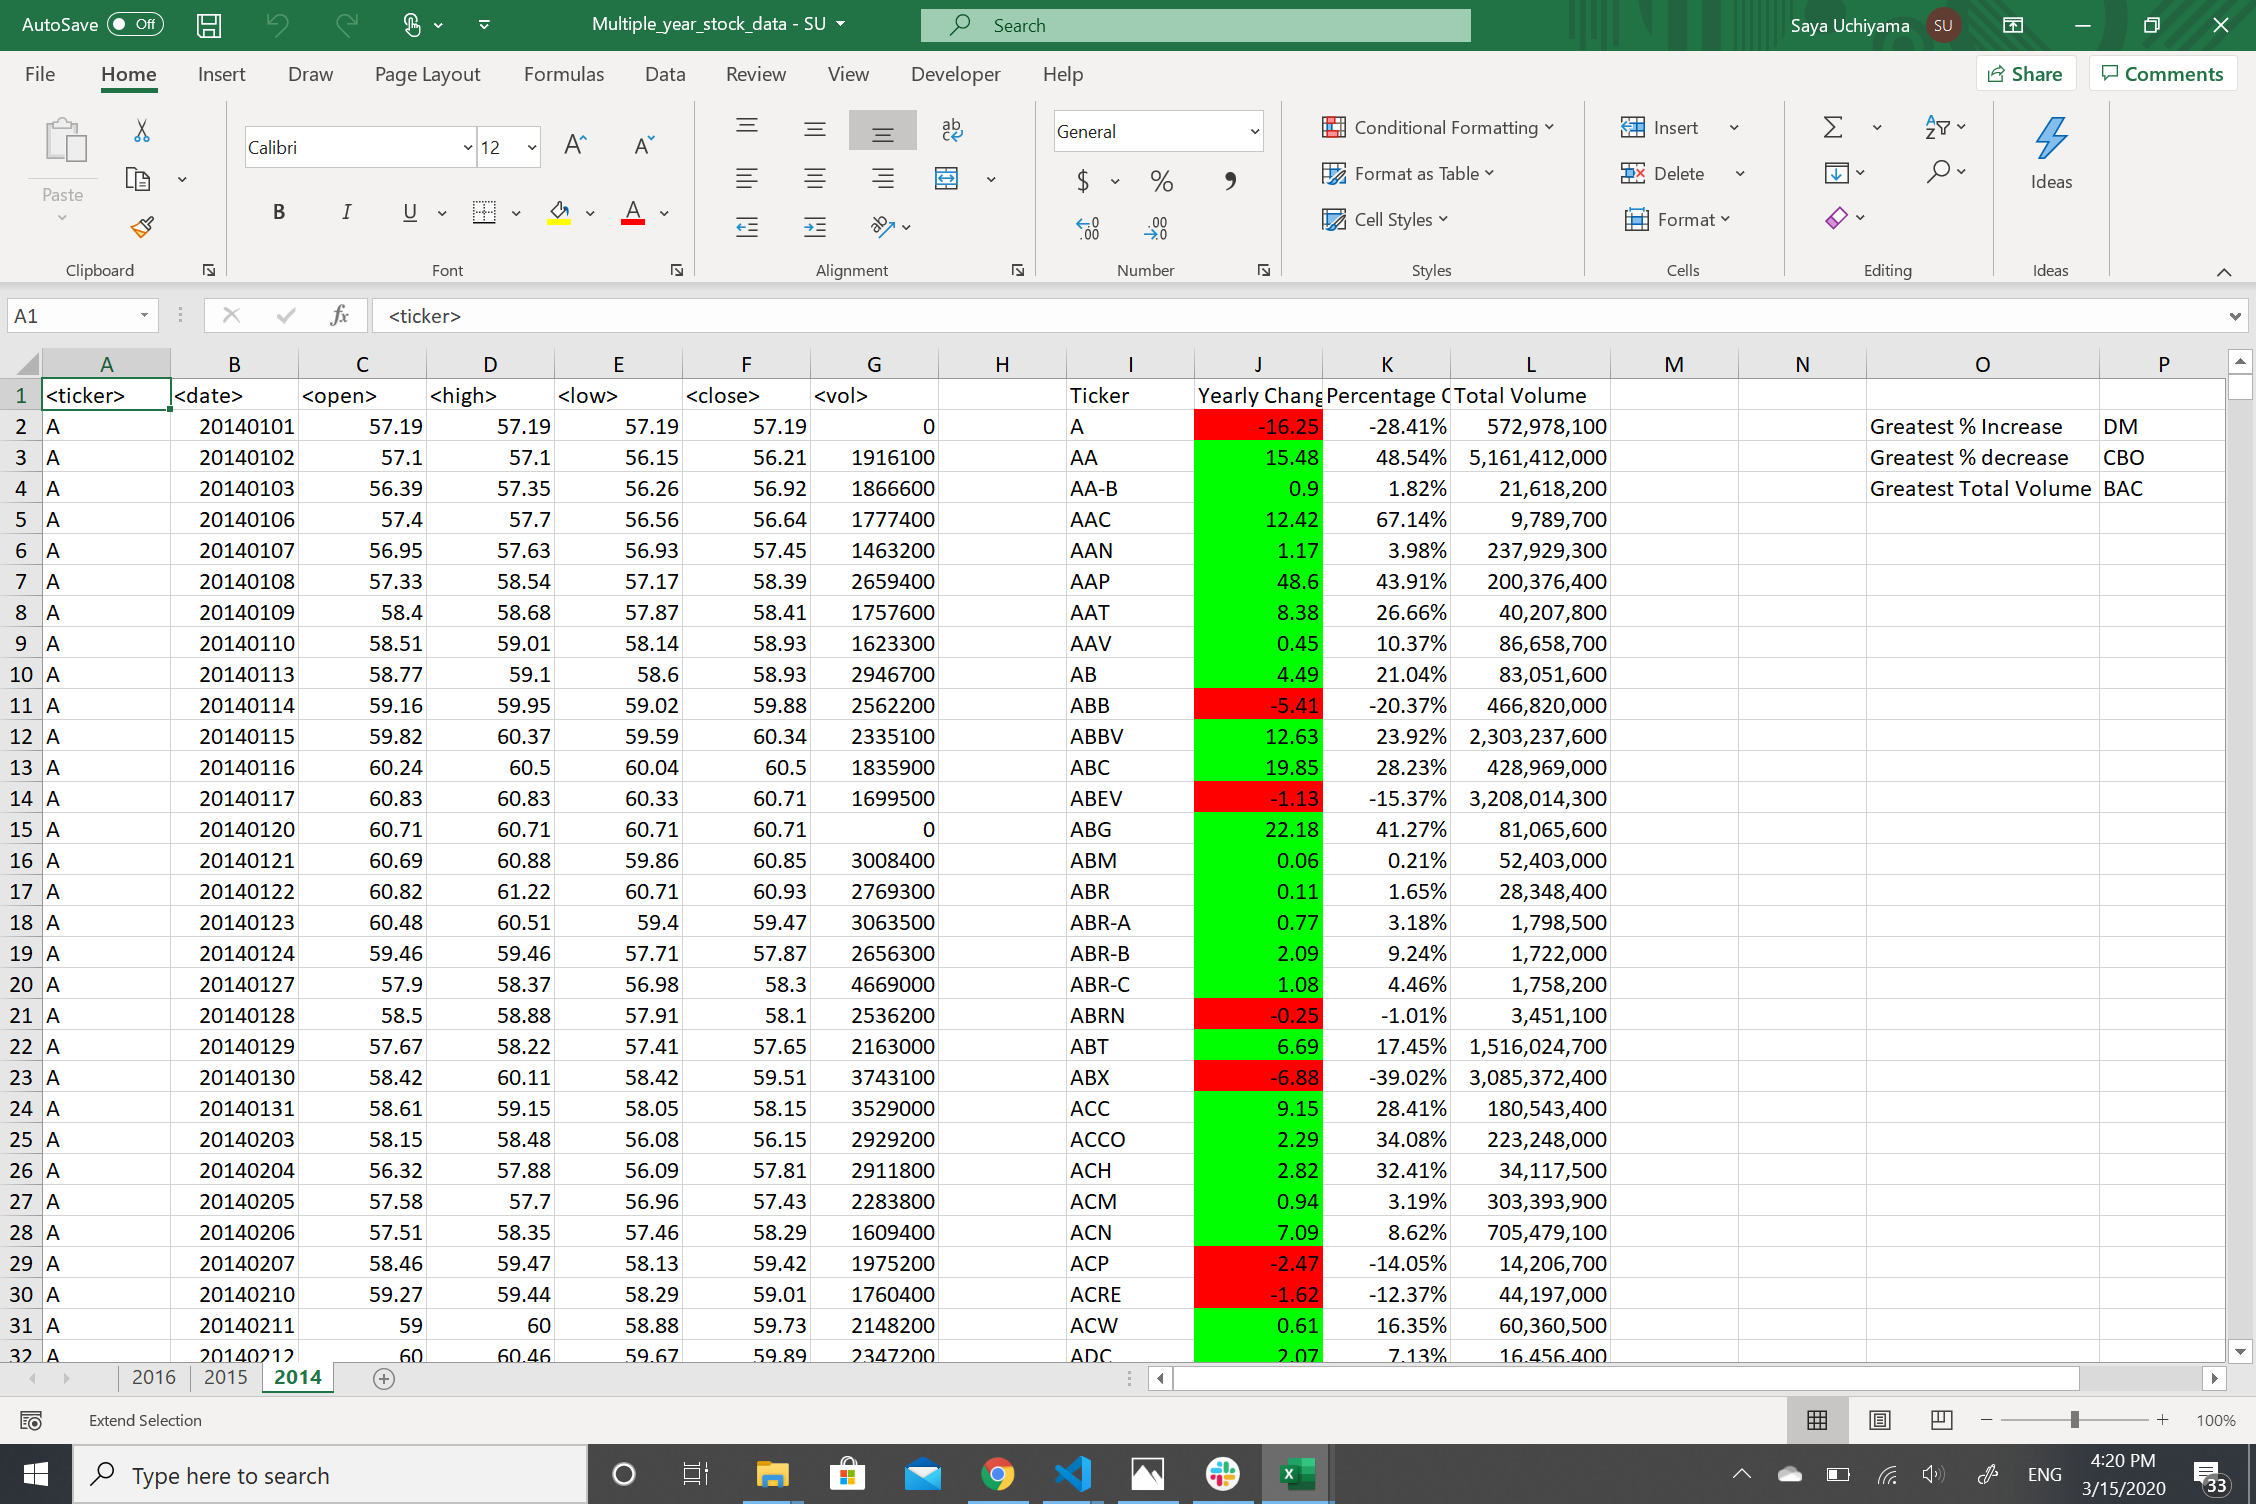 AutoSave Off Multiple_year_stock_data - SU Search Saya Uchiyama SU
File Home Insert Draw Page Layout Formulas Data Review View Developer Help Share Comments
Paste Calibri 12 General Conditional Formatting Insert Ideas
Format as Table Delete
Cell Styles Format
Clipboard Font Alignment Number Styles Cells Editing Ideas
A1 fx <ticker>
A B C D E F G H I J K L M N O P
1 <ticker> <date> <open> <high> <low> <close> <vol> Ticker Yearly Chang Percentage C Total Volume
2 A 20140101 57.19 57.19 57.19 57.19 0 A -16.25 -28.41% 572,978,100 Greatest % Increase DM
3 A 20140102 57.1 57.1 56.15 56.21 1916100 AA 15.48 48.54% 5,161,412,000 Greatest % decrease CBO
4 A 20140103 56.39 57.35 56.26 56.92 1866600 AA-B 0.9 1.82% 21,618,200 Greatest Total Volume BAC
5 A 20140106 57.4 57.7 56.56 56.64 1777400 AAC 12.42 67.14% 9,789,700
6 A 20140107 56.95 57.63 56.93 57.45 1463200 AAN 1.17 3.98% 237,929,300
7 A 20140108 57.33 58.54 57.17 58.39 2659400 AAP 48.6 43.91% 200,376,400
8 A 20140109 58.4 58.68 57.87 58.41 1757600 AAT 8.38 26.66% 40,207,800
9 A 20140110 58.51 59.01 58.14 58.93 1623300 AAV 0.45 10.37% 86,658,700
10 A 20140113 58.77 59.1 58.6 58.93 2946700 AB 4.49 21.04% 83,051,600
11 A 20140114 59.16 59.95 59.02 59.88 2562200 ABB -5.41 -20.37% 466,820,000
12 A 20140115 59.82 60.37 59.59 60.34 2335100 ABBV 12.63 23.92% 2,303,237,600
13 A 20140116 60.24 60.5 60.04 60.5 1835900 ABC 19.85 28.23% 428,969,000
14 A 20140117 60.83 60.83 60.33 60.71 1699500 ABEV -1.13 -15.37% 3,208,014,300
15 A 20140120 60.71 60.71 60.71 60.71 0 ABG 22.18 41.27% 81,065,600
16 A 20140121 60.69 60.88 59.86 60.85 3008400 ABM 0.06 0.21% 52,403,000
17 A 20140122 60.82 61.22 60.71 60.93 2769300 ABR 0.11 1.65% 28,348,400
18 A 20140123 60.48 60.51 59.4 59.47 3063500 ABR-A 0.77 3.18% 1,798,500
19 A 20140124 59.46 59.46 57.71 57.87 2656300 ABR-B 2.09 9.24% 1,722,000
20 A 20140127 57.9 58.37 56.98 58.3 4669000 ABR-C 1.08 4.46% 1,758,200
21 A 20140128 58.5 58.88 57.91 58.1 2536200 ABRN -0.25 -1.01% 3,451,100
22 A 20140129 57.67 58.22 57.41 57.65 2163000 ABT 6.69 17.45% 1,516,024,700
23 A 20140130 58.42 60.11 58.42 59.51 3743100 ABX -6.88 -39.02% 3,085,372,400
24 A 20140131 58.61 59.15 58.05 58.15 3529000 ACC 9.15 28.41% 180,543,400
25 A 20140203 58.15 58.48 56.08 56.15 2929200 ACCO 2.29 34.08% 223,248,000
26 A 20140204 56.32 57.88 56.09 57.81 2911800 ACH 2.82 32.41% 34,117,500
27 A 20140205 57.58 57.7 56.96 57.43 2283800 ACM 0.94 3.19% 303,393,900
28 A 20140206 57.51 58.35 57.46 58.29 1609400 ACN 7.09 8.62% 705,479,100
29 A 20140207 58.46 59.47 58.13 59.42 1975200 ACP -2.47 -14.05% 14,206,700
30 A 20140210 59.27 59.44 58.29 59.01 1760400 ACRE -1.62 -12.37% 44,197,000
31 A 20140211 59 60 58.88 59.73 2148200 ACW 0.61 16.35% 60,360,500
32 A 20140212 60 60.46 59.67 59.89 2347200 ADC 2.07 7.13% 16,456,400
2016 2015 2014
Extend Selection 100%
Type here to search ENG 4:20 PM
3/15/2020 33